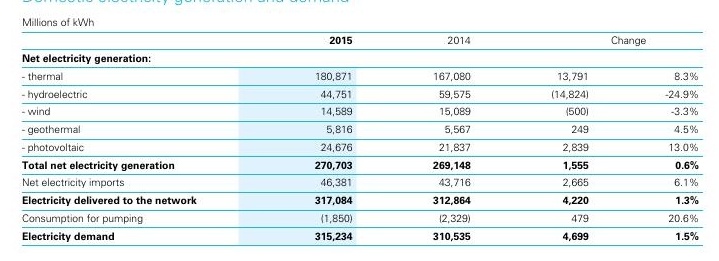 Domestic electricity generation and demand
Millions of kWh
2015 2014 Change
Net electricity generation:
- thermal 180,871 167,080 13,791 8.3%
- hydroelectric 44,751 59,575 (14,824) -24.9%
- wind 14,589 15,089 (500) -3.3%
- geothermal 5,816 5,567 249 4.5%
- photovoltaic 24,676 21,837 2,839 13.0%
Total net electricity generation 270,703 269,148 1,555 0.6%
Net electricity imports 46,381 43,716 2,665 6.1%
Electricity delivered to the network 317,084 312,864 4,220 1.3%
Consumption for pumping (1,850) (2,329) 479 20.6%
Electricity demand 315,234 310,535 4,699 1.5%